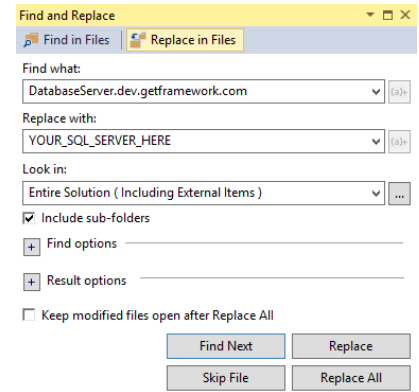 Find and Replace
Find in Files Replace in Files
Find what:
DatabaseServer.dev.getframework.com
(a)+
Replace with:
YOUR_SQL_SERVER_HERE
(a)+
Look in:
Entire Solution ( Including External Items )
...
Include sub-folders
+ Find options
+ Result options
Keep modified files open after Replace All
Find Next Replace
Skip File Replace All